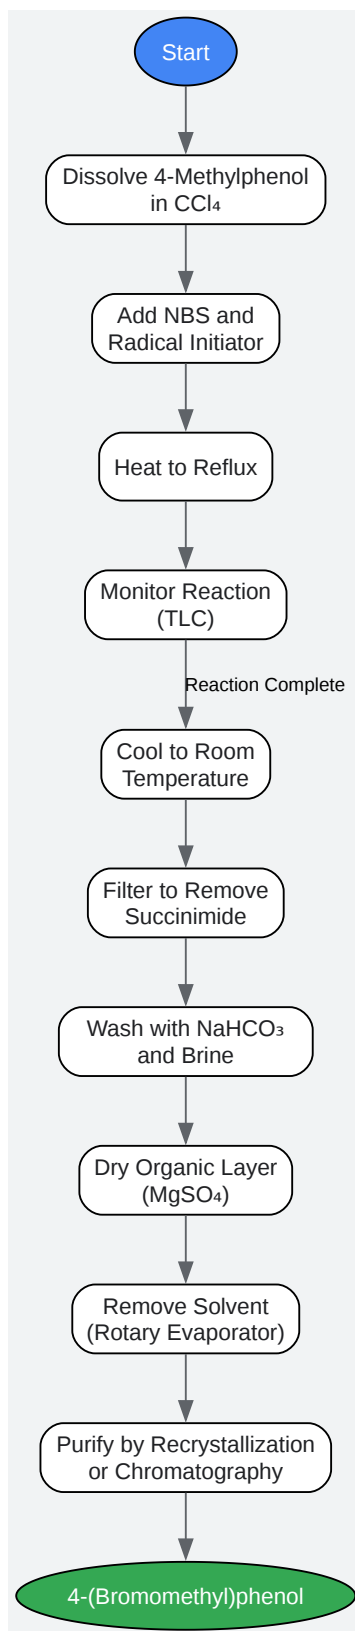 Start
Dissolve 4-Methylphenol
in CCl₄
Add NBS and
Radical Initiator
Heat to Reflux
Monitor Reaction
(TLC)
Reaction Complete
Cool to Room
Temperature
Filter to Remove
Succinimide
Wash with NaHCO₃
and Brine
Dry Organic Layer
(MgSO₄)
Remove Solvent
(Rotary Evaporator)
Purify by Recrystallization
or Chromatography
4-(Bromomethyl)phenol